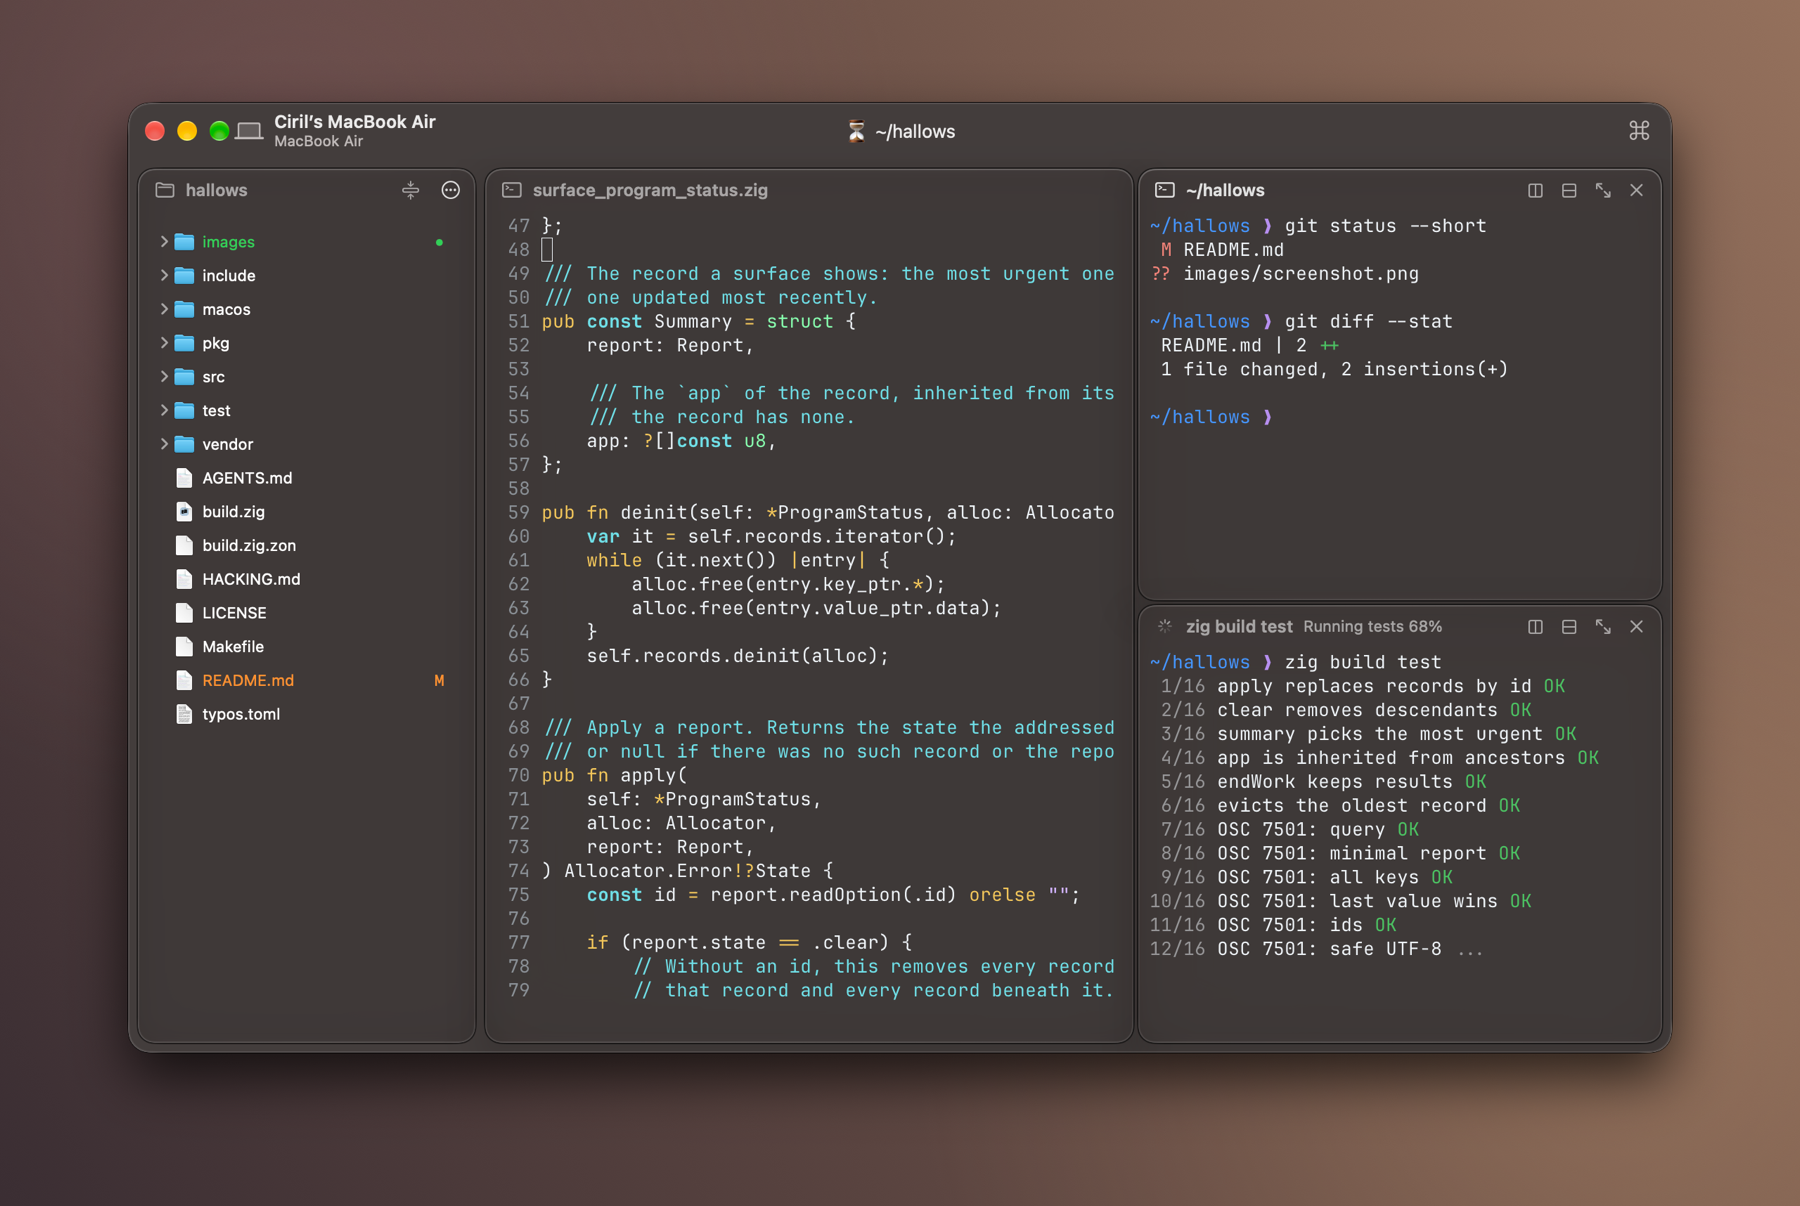 Ciril's MacBook Air
MacBook Air
~/hallows
hallows
images
include
macos
pkg
src
test
vendor
AGENTS.md
build.zig
build.zig.zon
HACKING.md
LICENSE
Makefile
README.md M
typos.toml
surface_program_status.zig
47 };
48
49 /// The record a surface shows: the most urgent one
50 /// one updated most recently.
51 pub const Summary = struct {
52     report: Report,
53
54     /// The `app` of the record, inherited from its
55     /// the record has none.
56     app: ?[]const u8,
57 };
58
59 pub fn deinit(self: *ProgramStatus, alloc: Allocato
60     var it = self.records.iterator();
61     while (it.next()) |entry| {
62         alloc.free(entry.key_ptr.*);
63         alloc.free(entry.value_ptr.data);
64     }
65     self.records.deinit(alloc);
66 }
67
68 /// Apply a report. Returns the state the addressed
69 /// or null if there was no such record or the repo
70 pub fn apply(
71     self: *ProgramStatus,
72     alloc: Allocator,
73     report: Report,
74 ) Allocator.Error!?State {
75     const id = report.readOption(.id) orelse "";
76
77     if (report.state == .clear) {
78         // Without an id, this removes every record
79         // that record and every record beneath it.
~/hallows
~/hallows ❱ git status --short
 M README.md
?? images/screenshot.png
~/hallows ❱ git diff --stat
 README.md | 2 ++
 1 file changed, 2 insertions(+)
~/hallows ❱
zig build test Running tests 68%
~/hallows ❱ zig build test
 1/16 apply replaces records by id OK
 2/16 clear removes descendants OK
 3/16 summary picks the most urgent OK
 4/16 app is inherited from ancestors OK
 5/16 endWork keeps results OK
 6/16 evicts the oldest record OK
 7/16 OSC 7501: query OK
 8/16 OSC 7501: minimal report OK
 9/16 OSC 7501: all keys OK
10/16 OSC 7501: last value wins OK
11/16 OSC 7501: ids OK
12/16 OSC 7501: safe UTF-8 ...